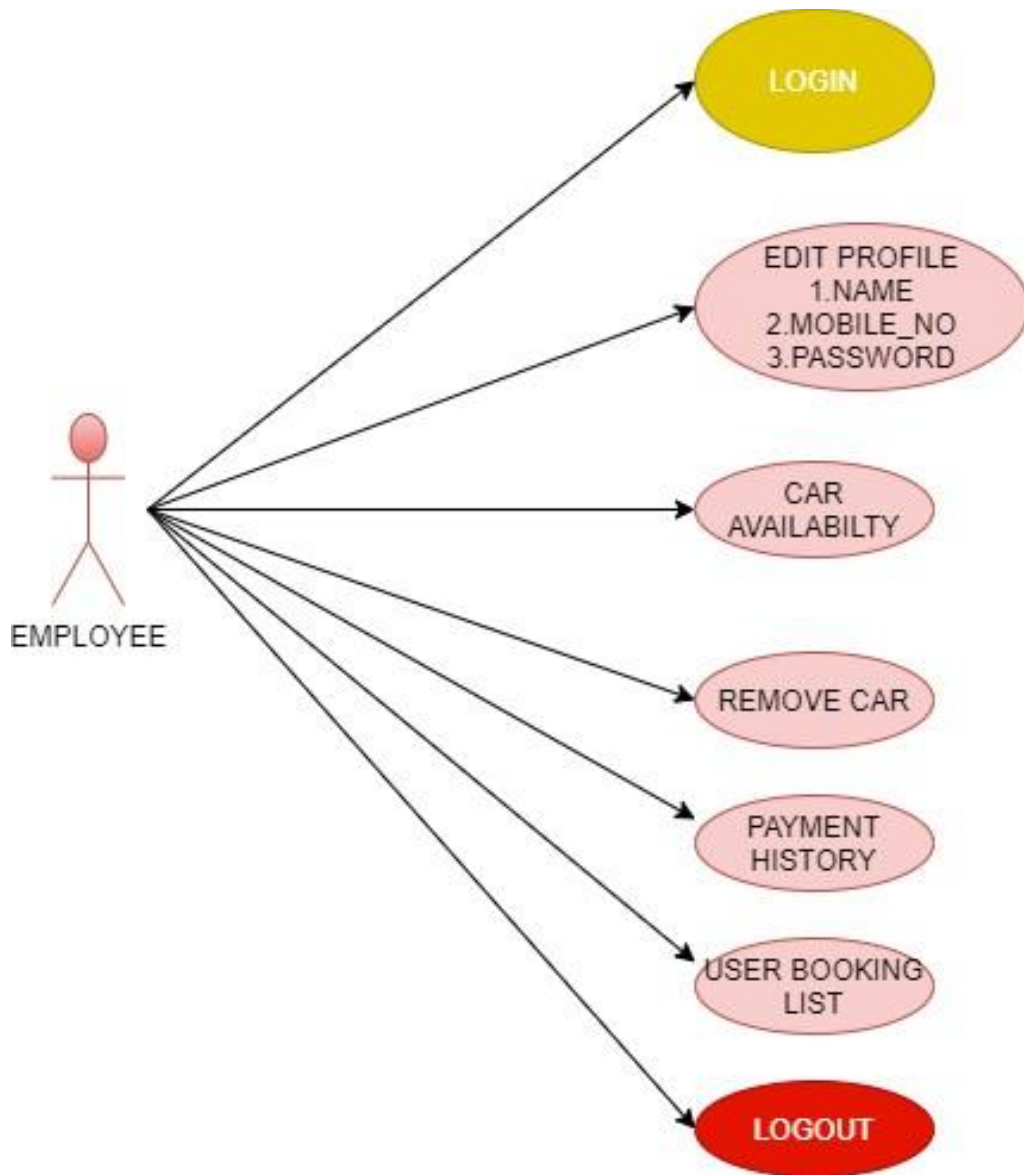 LOGIN
EDIT PROFILE
1.NAME
2.MOBILE_NO
3.PASSWORD
CAR
AVAILABILTY
EMPLOYEE
REMOVE CAR
PAYMENT
HISTORY
USER BOOKING
LIST
LOGOUT